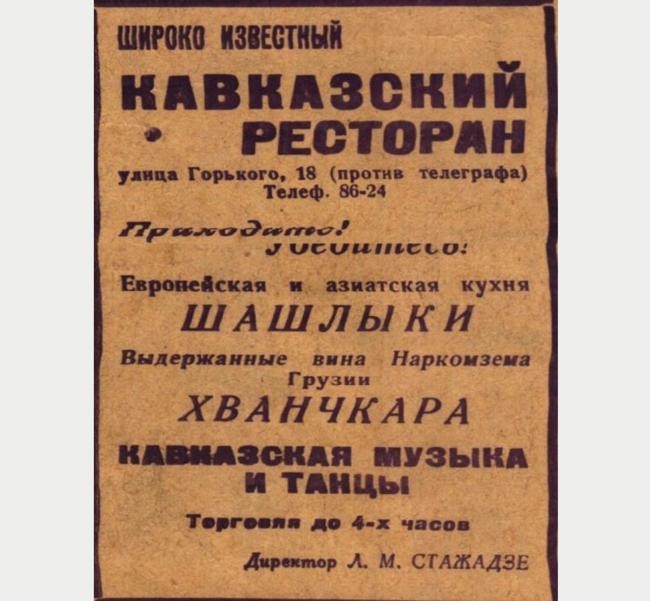 ШИРОКО ИЗВЕСТНЫЙ
КАВКАЗСКИЙ
РЕСТОРАН
улица Горького, 18 (против телеграфа)
Телеф. 86-24
Приходите!
Убедитесь!
Европейская и азиатская кухня
ШАШЛЫКИ
Выдержанные вина Наркомзема
Грузии
ХВАНЧКАРА
КАВКАЗСКАЯ МУЗЫКА
И ТАНЦЫ
Торговля до 4-х часов
Директор Л. М. СТАЖАДЗЕ